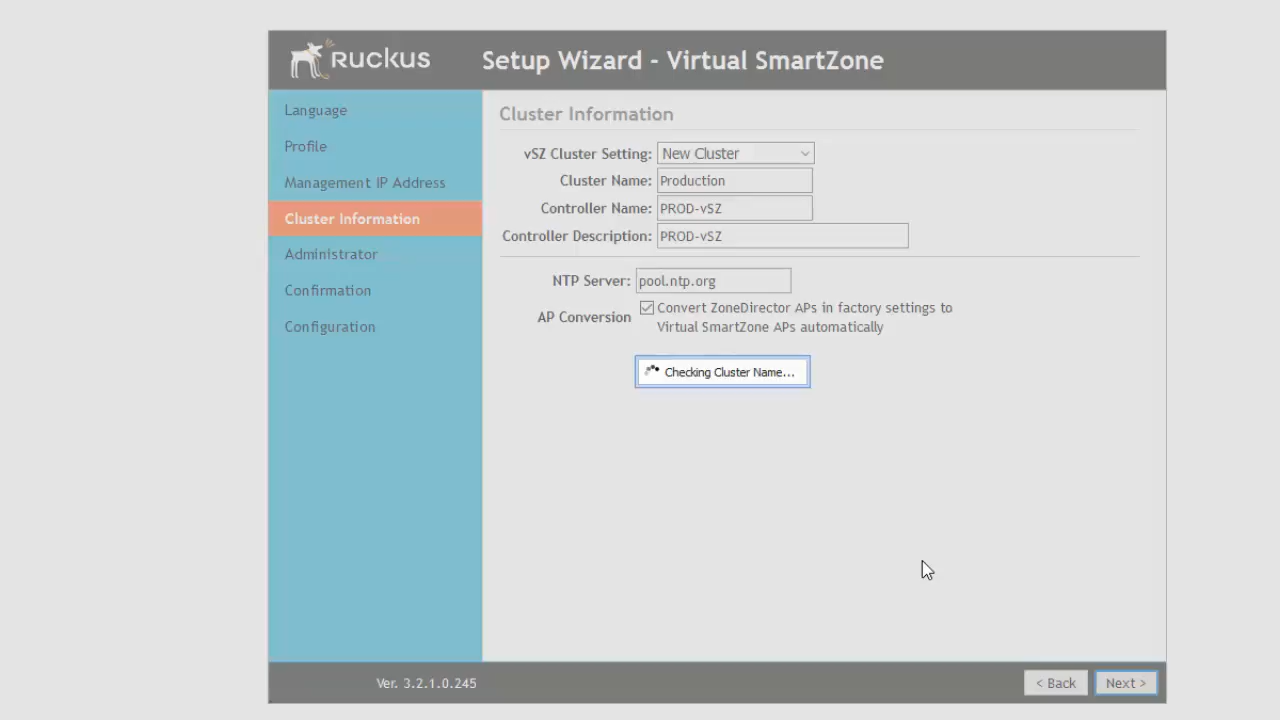 RUCKUS
Setup Wizard - Virtual SmartZone
Language
Profile
Management IP Address
Cluster Information
Administrator
Confirmation
Configuration
Cluster Information
vSZ Cluster Setting: New Cluster
Cluster Name: Production
Controller Name: PROD-vSZ
Controller Description: PROD-vSZ
NTP Server: pool.ntp.org
AP Conversion
Convert ZoneDirector APs in factory settings to
Virtual SmartZone APs automatically
Checking Cluster Name...
Ver. 3.2.1.0.245
< Back
Next >